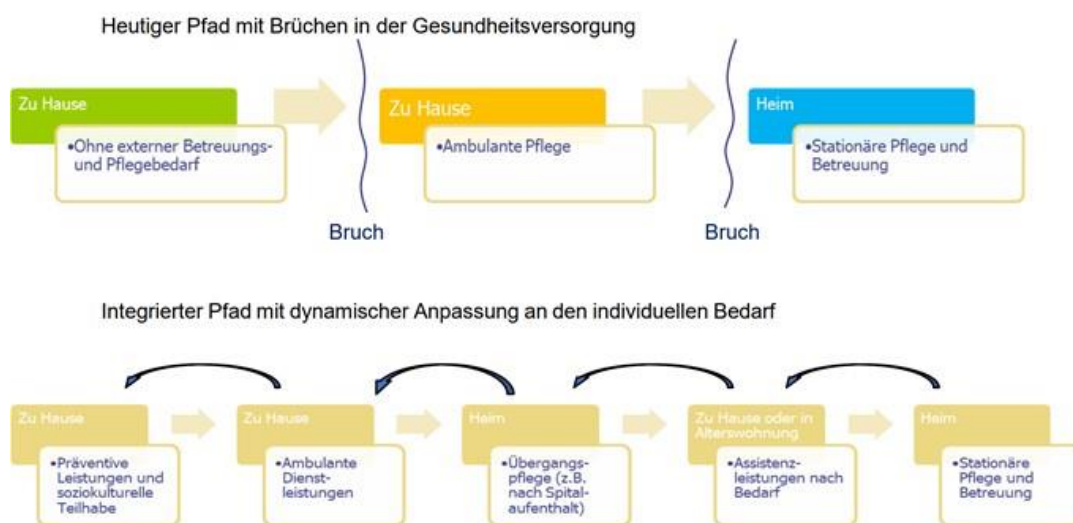 Heutiger Pfad mit Brüchen in der Gesundheitsversorgung
Zu Hause
•Ohne externer Betreuungs-
und Pflegebedarf
Zu Hause
•Ambulante Pflege
Heim
•Stationäre Pflege und
Betreuung
Bruch
Bruch
Integrierter Pfad mit dynamischer Anpassung an den individuellen Bedarf
Zu Hause
•Präventive
Leistungen und
soziokulturelle
Teilhabe
Zu Hause
•Ambulante
Dienst-
leistungen
Heim
•Übergangs-
pflege (z.B.
nach Spital-
aufenthalt)
Zu Hause oder in
Alterswohnung
•Assistenz-
leistungen nach
Bedarf
Heim
•Stationäre
Pflege und
Betreuung